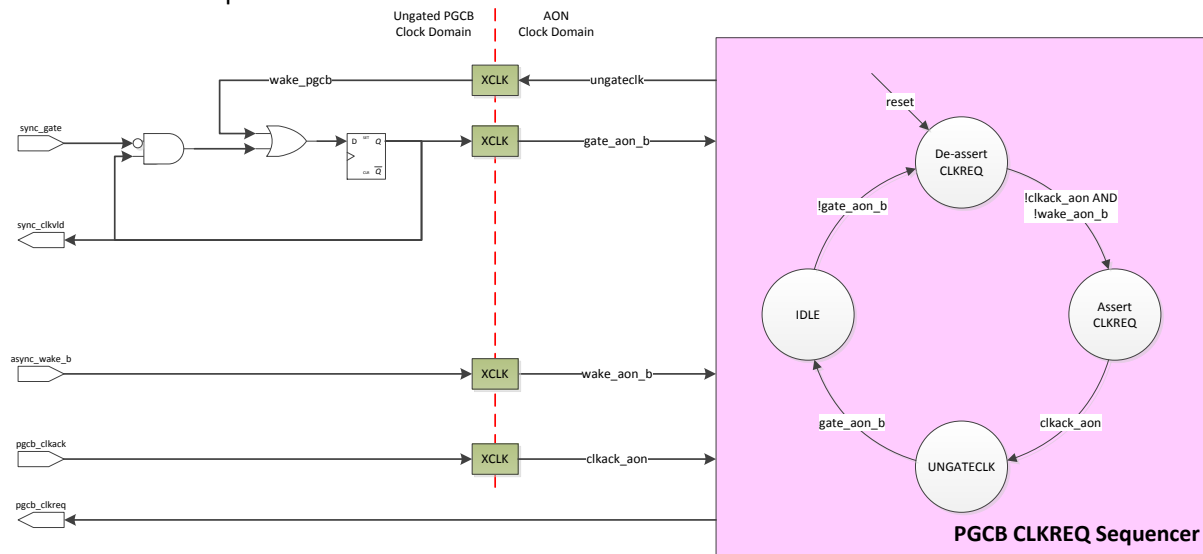 Ungated PGCB
Clock Domain
AON
Clock Domain
wake_pgcb
XCLK
ungateclk
reset
sync_gate
D
SET
Q
CLR
Q
XCLK
gate_aon_b
De-assert
CLKREQ
!gate_aon_b
!clkack_aon AND
!wake_aon_b
sync_clkvld
IDLE
Assert
CLKREQ
async_wake_b
XCLK
wake_aon_b
gate_aon_b
clkack_aon
pgcb_clkack
XCLK
clkack_aon
UNGATECLK
pgcb_clkreq
PGCB CLKREQ Sequencer